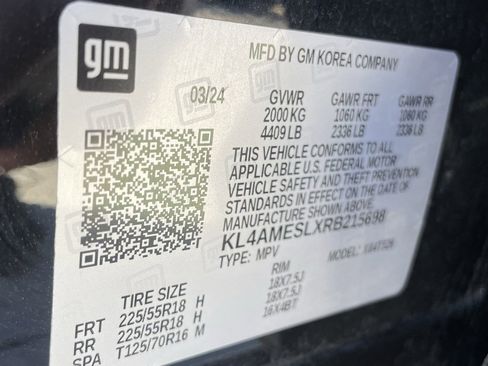 gm
MFD BY GM KOREA COMPANY
03/24 GVWR GAWR FRT GAWR RR
2000 KG 1060 KG 1060 KG
4409 LB 2336 LB 2336 LB
THIS VEHICLE CONFORMS TO ALL
APPLICABLE U.S. FEDERAL MOTOR
VEHICLE SAFETY AND THEFT PREVENTION
STANDARDS IN EFFECT ON THE DATE OF
MANUFACTURE SHOWN ABOVE.
KL4AMESLXRB215698
TYPE: MPV MODEL:
TIRE SIZE RIM
FRT 225/55R18 H 18X7.5J
RR 225/55R18 H 18X7.5J
SPA T125/70R16 M 16X4BT